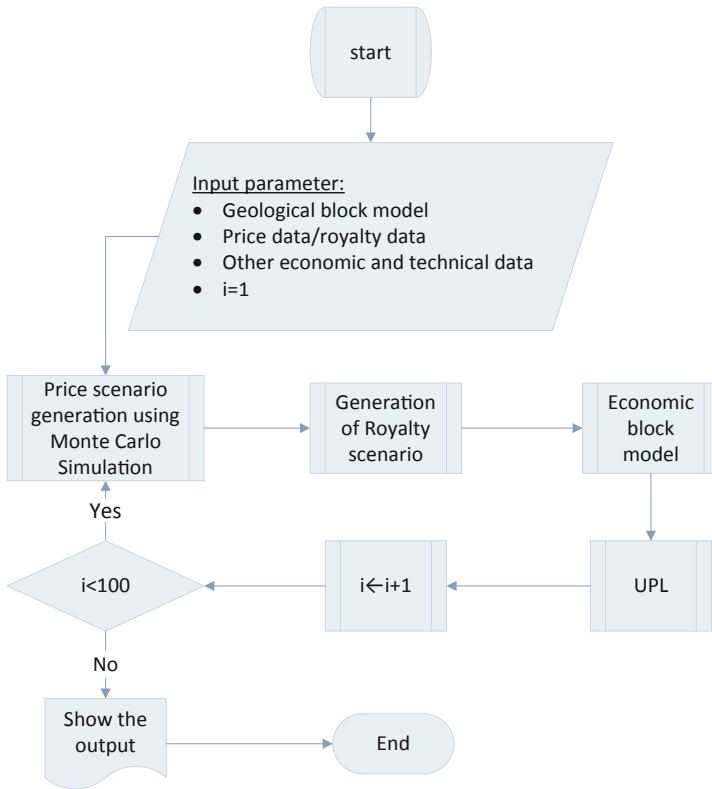 start
Input parameter:
• Geological block model
• Price data/royalty data
• Other economic and technical data
• i=1
Price scenario
generation using
Monte Carlo
Simulation
Generation
of Royalty
scenario
Economic
block
model
Yes
i<100
i←i+1
UPL
No
Show the
output
End